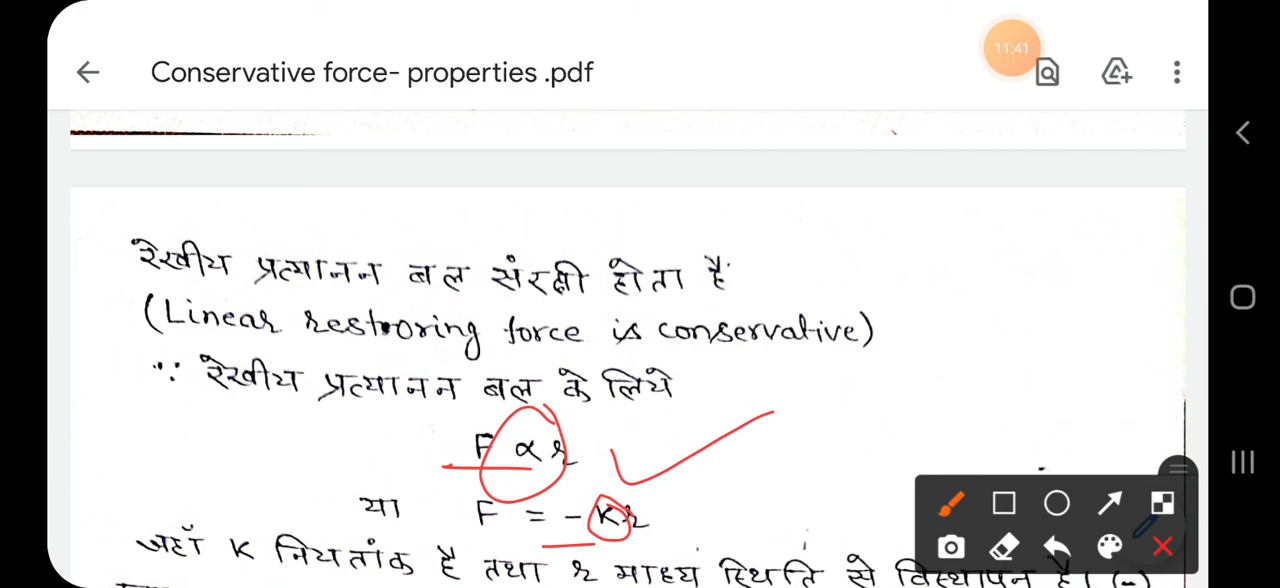 11:41
Conservative force- properties .pdf
रेखीय प्रत्यानन बल संरक्षी होता है
(Linear restoring force is conservative)
∵ रेखीय प्रत्यानन बल के लिये
F ∝ r
या F = -Kr
जहाँ K नियतांक है तथा r माध्य स्थिति से विस्थापन है। (-)